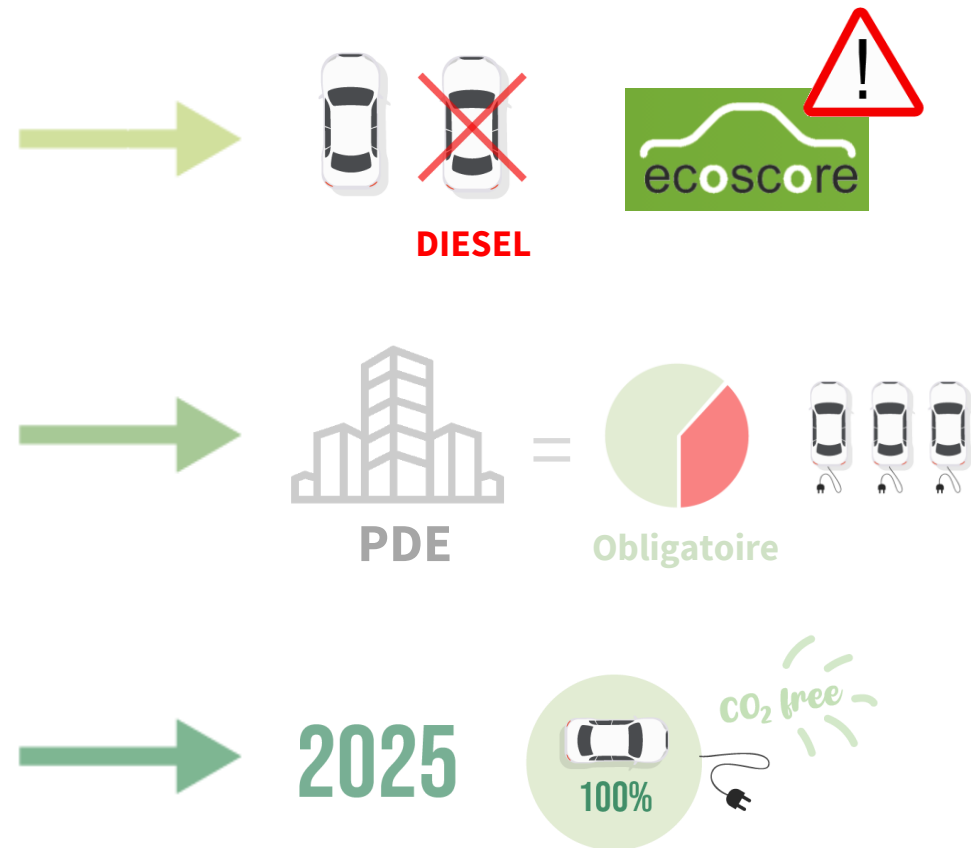 !
ecoscore
DIESEL
PDE
=
Obligatoire
2025
CO₂ free
100%